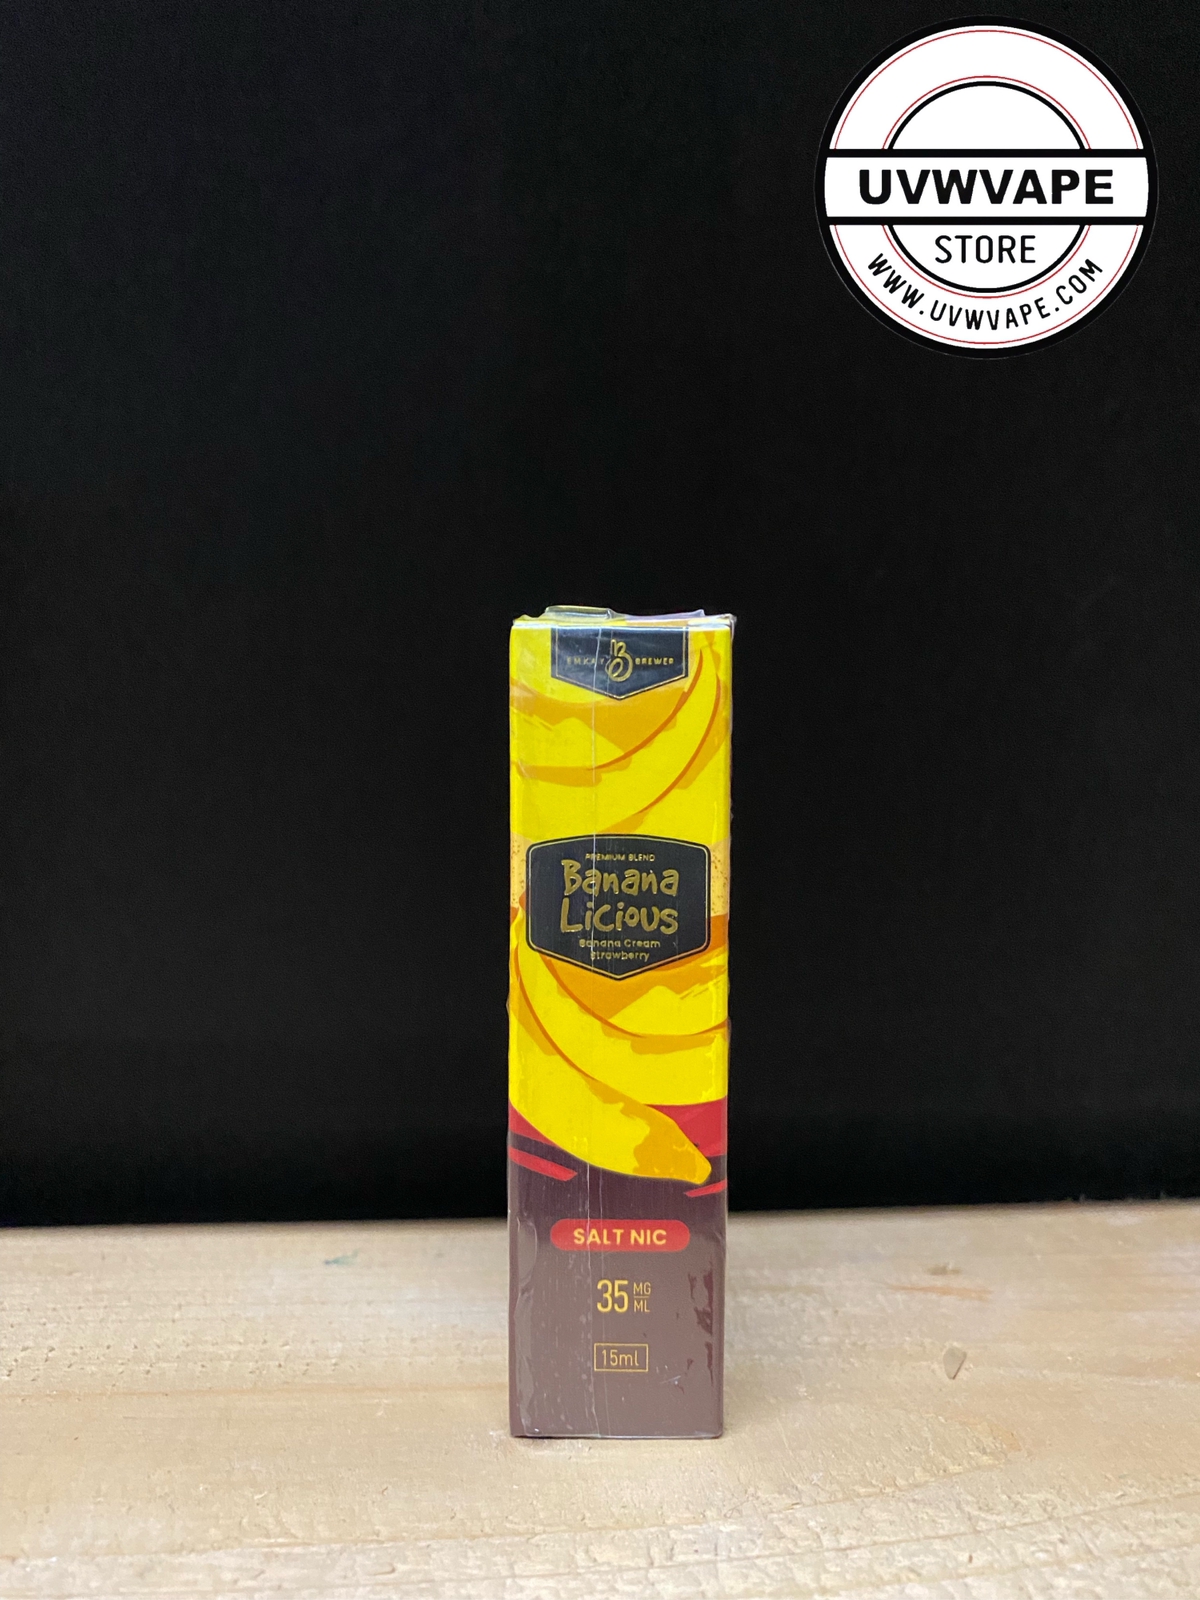 UVWVAPE
STORE
WWW.UVWVAPE.COM
EMKAY BREWER
PREMIUM BLEND
Banana
Licious
Banana Cream
Strawberry
SALT NIC
35 MG
ML
15ml